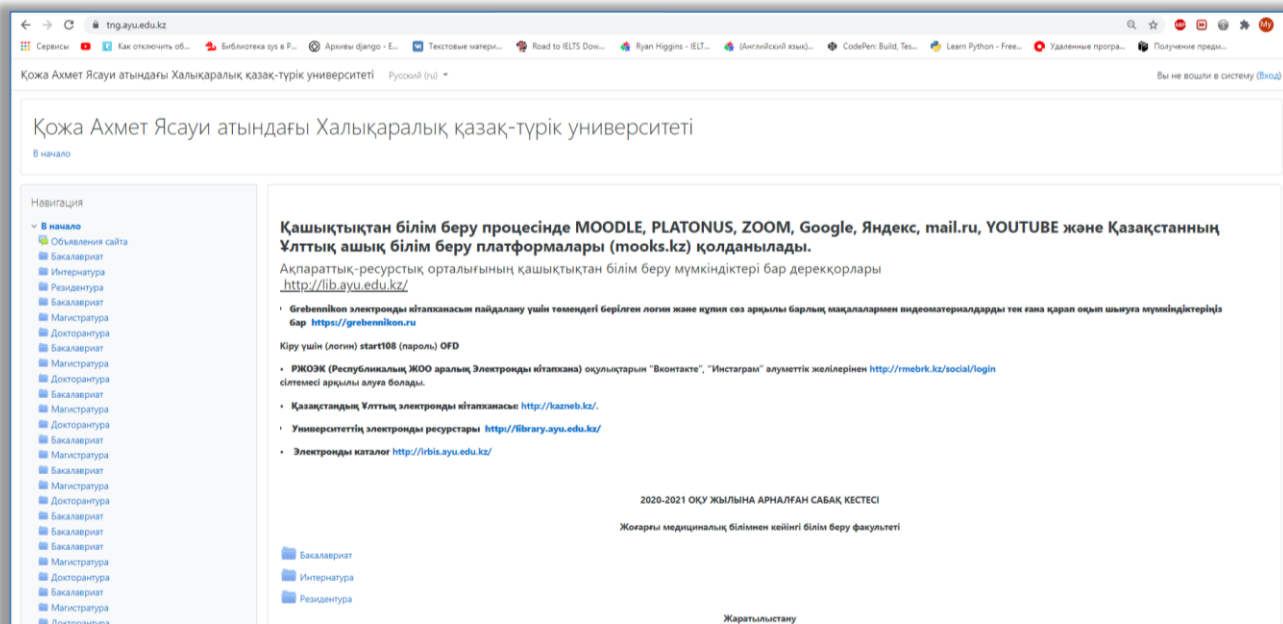 tng.ayu.edu.kz
Сервисы
Как отключить об...
Библиотека sys в P...
Архивы django - E...
Текстовые матери...
Road to IELTS Dow...
Ryan Higgins - IELT...
(Английский язык)...
CodePen: Build, Tes...
Learn Python - Free...
Удаленные програ...
Получение предм...
Қожа Ахмет Ясауи атындағы Халықаралық қазақ-түрік университеті Русский (ru)
Вы не вошли в систему (Вход)
Қожа Ахмет Ясауи атындағы Халықаралық қазақ-түрік университеті
В начало
Навигация
В начало
Объявления сайта
Бакалавриат
Интернатура
Резидентура
Бакалавриат
Магистратура
Докторантура
Бакалавриат
Магистратура
Докторантура
Бакалавриат
Магистратура
Докторантура
Бакалавриат
Магистратура
Бакалавриат
Магистратура
Докторантура
Бакалавриат
Бакалавриат
Бакалавриат
Магистратура
Докторантура
Бакалавриат
Магистратура
Докторантура
Қашықтықтан білім беру процесінде MOODLE, PLATONUS, ZOOM, Google, Яндекс, mail.ru, YOUTUBE және Қазақстанның
Ұлттық ашық білім беру платформалары (mooks.kz) қолданылады.
Ақпараттық-ресурстық орталығының қашықтықтан білім беру мүмкіндіктері бар дерекқорлары
http://lib.ayu.edu.kz/
Grebennikon электронды кітапханасын пайдалану үшін төмендегі берілген логин және құпия сөз арқылы барлық мақалалармен видеоматериалдарды тек ғана қарап оқып шығуға мүмкіндіктеріңіз
бар https://grebennikon.ru
Кіру үшін (логин) start108 (пароль) OFD
• РЖОЭК (Республикалық ЖОО аралық Электронды кітапхана) оқулықтарын "Вконтакте", "Инстаграм" әлуметтік желілерінен http://rmebrk.kz/social/login
сілтемесі арқылы алуға болады.
• Қазақстандық Ұлттық электронды кітапханасы: http://kazneb.kz/.
Университеттің электронды ресурстары http://library.ayu.edu.kz/
• Электронды каталог http://irbis.ayu.edu.kz/
2020-2021 ОҚУ ЖЫЛЫНА АРНАЛҒАН САБАҚ КЕСТЕСІ
Жоғарғы медициналық білімнен кейінгі білім беру факультеті
Бакалавриат
Интернатура
Резидентура
Жаратылыстану